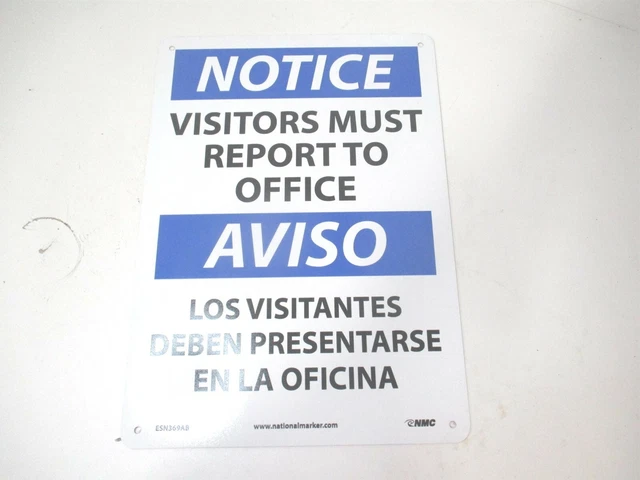 NOTICE
VISITORS MUST
REPORT TO
OFFICE
AVISO
LOS VISITANTES
DEBEN PRESENTARSE
EN LA OFICINA
ESN369AB www.nationalmarker.com NMC